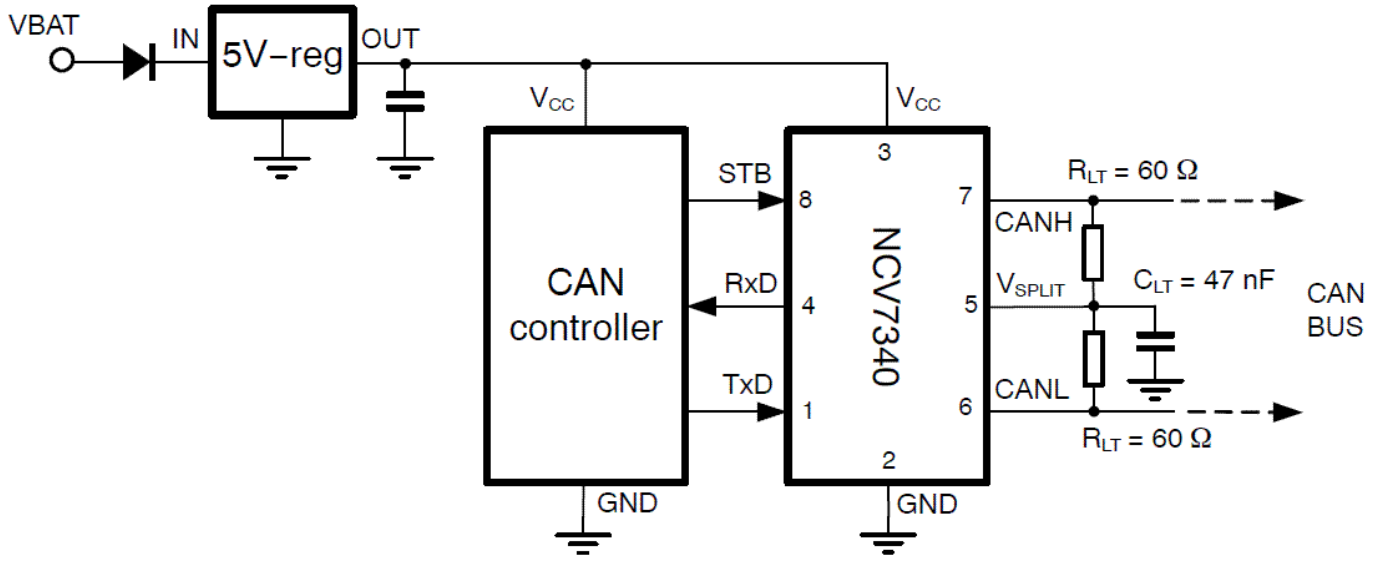 VBAT
IN
5V–reg
OUT
VCC
VCC
3
STB
8
7
RLT = 60 Ω
CANH
CAN
controller
RxD
4
NCV7340
5
VSPLIT
CLT = 47 nF
CAN
BUS
TxD
1
6
CANL
RLT = 60 Ω
2
GND
GND